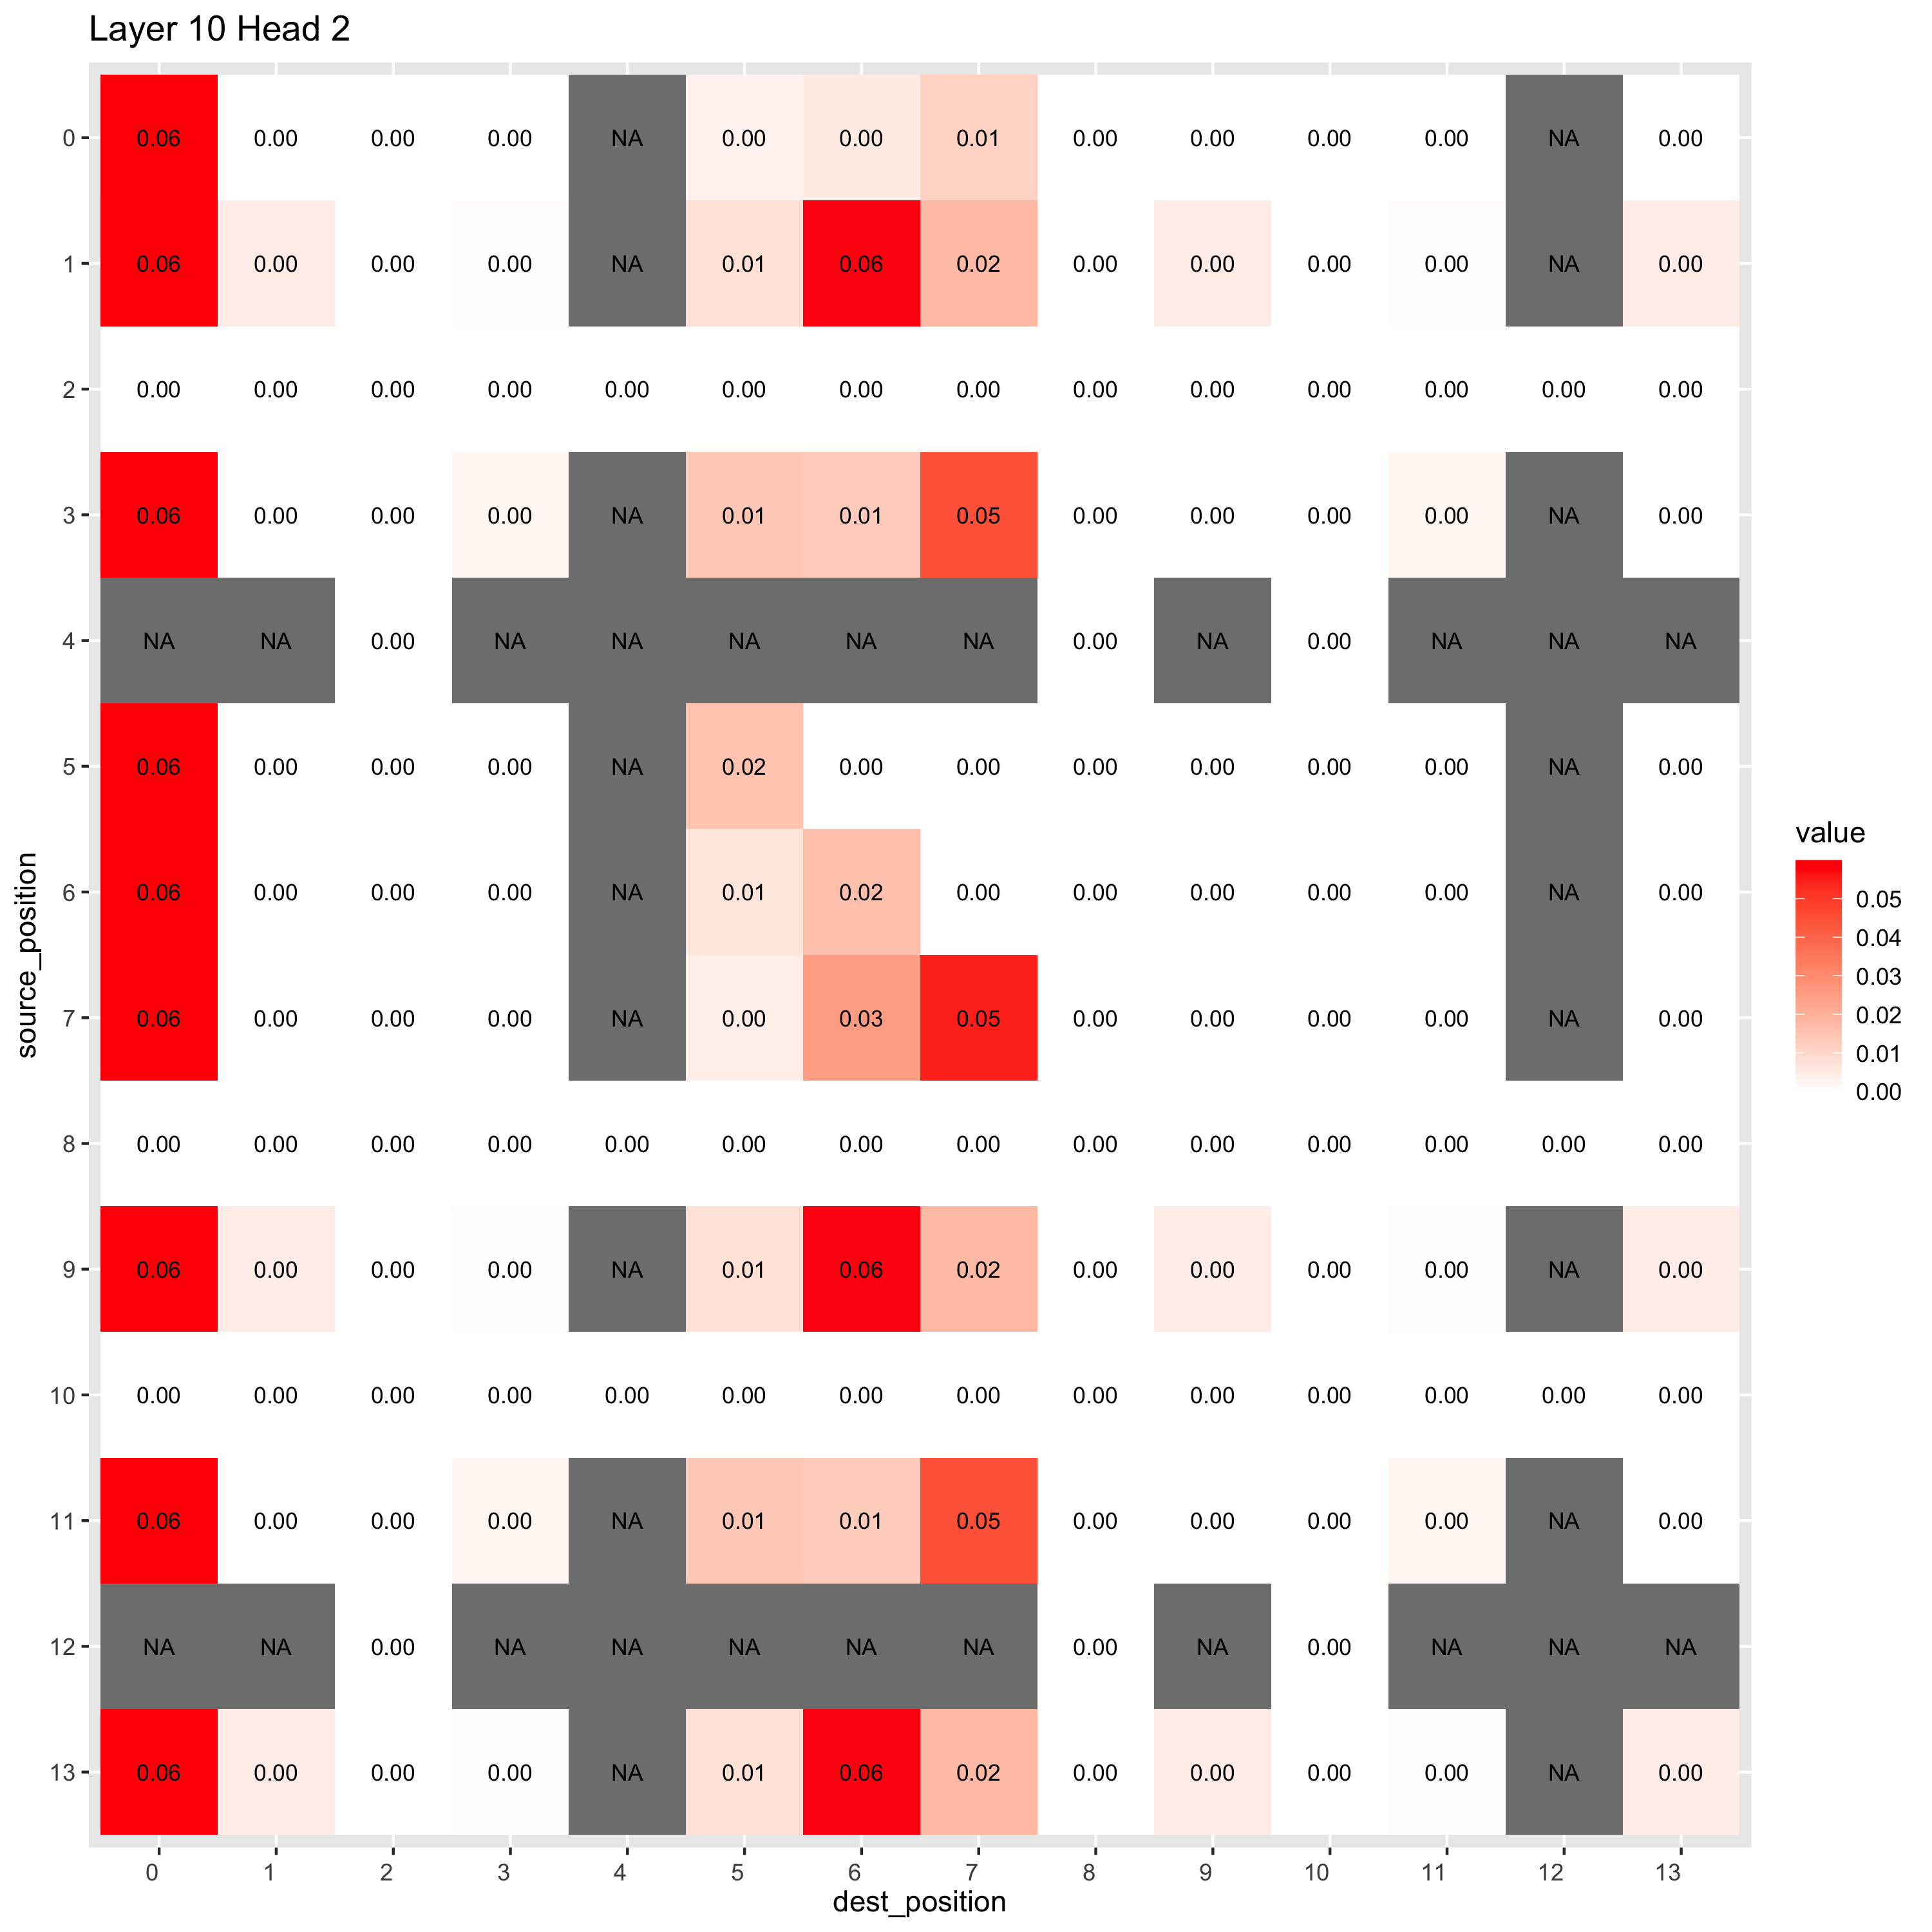 Layer 10 Head 2
0 0.06 0.00 0.00 0.00 NA 0.00 0.00 0.01 0.00 0.00 0.00 0.00 NA 0.00
1 0.06 0.00 0.00 0.00 NA 0.01 0.06 0.02 0.00 0.00 0.00 0.00 NA 0.00
2 0.00 0.00 0.00 0.00 0.00 0.00 0.00 0.00 0.00 0.00 0.00 0.00 0.00 0.00
3 0.06 0.00 0.00 0.00 NA 0.01 0.01 0.05 0.00 0.00 0.00 0.00 NA 0.00
4 NA NA 0.00 NA NA NA NA NA 0.00 NA 0.00 NA NA NA
5 0.06 0.00 0.00 0.00 NA 0.02 0.00 0.00 0.00 0.00 0.00 0.00 NA 0.00
6 0.06 0.00 0.00 0.00 NA 0.01 0.02 0.00 0.00 0.00 0.00 0.00 NA 0.00
7 0.06 0.00 0.00 0.00 NA 0.00 0.03 0.05 0.00 0.00 0.00 0.00 NA 0.00
8 0.00 0.00 0.00 0.00 0.00 0.00 0.00 0.00 0.00 0.00 0.00 0.00 0.00 0.00
9 0.06 0.00 0.00 0.00 NA 0.01 0.06 0.02 0.00 0.00 0.00 0.00 NA 0.00
10 0.00 0.00 0.00 0.00 0.00 0.00 0.00 0.00 0.00 0.00 0.00 0.00 0.00 0.00
11 0.06 0.00 0.00 0.00 NA 0.01 0.01 0.05 0.00 0.00 0.00 0.00 NA 0.00
12 NA NA 0.00 NA NA NA NA NA 0.00 NA 0.00 NA NA NA
13 0.06 0.00 0.00 0.00 NA 0.01 0.06 0.02 0.00 0.00 0.00 0.00 NA 0.00
0 1 2 3 4 5 6 7 8 9 10 11 12 13
dest_position
source_position
value
0.05
0.04
0.03
0.02
0.01
0.00